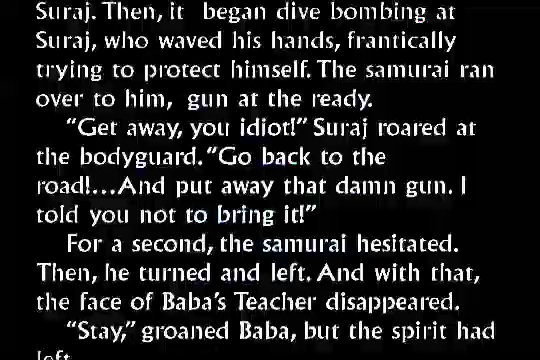 Suraj. Then, it began dive bombing at
Suraj, who waved his hands, frantically
trying to protect himself. The samurai ran
over to him, gun at the ready.
“Get away, you idiot!” Suraj roared at
the bodyguard. “Go back to the
road!...And put away that damn gun. I
told you not to bring it!”
For a second, the samurai hesitated.
Then, he turned and left. And with that,
the face of Baba’s Teacher disappeared.
“Stay,” groaned Baba, but the spirit had
left